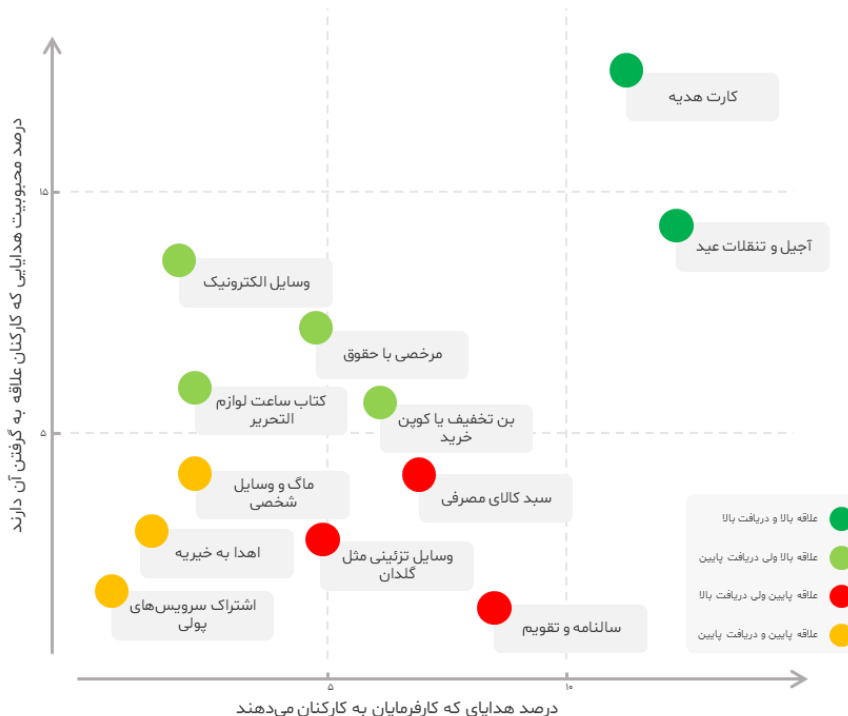 درصد محبوبیت هدایایی که کارکنان علاقه به گرفتن آن دارند
کارت هدیه
۱۵
آجیل و تنقلات عید
وسایل الکترونیک
مرخصی با حقوق
کتاب ساعت لوازم
التحریر
بن تخفیف یا کوپن
خرید
۵
ماگ و وسایل
شخصی
سبد کالای مصرفی
علاقه بالا و دریافت بالا
اهدا به خیریه
وسایل تزئینی مثل
گلدان
علاقه بالا ولی دریافت پایین
علاقه پایین ولی دریافت بالا
اشتراک سرویس‌های
پولی
سالنامه و تقویم
علاقه پایین و دریافت پایین
۵
۱۰
درصد هدایای که کارفرمایان به کارکنان می‌دهند